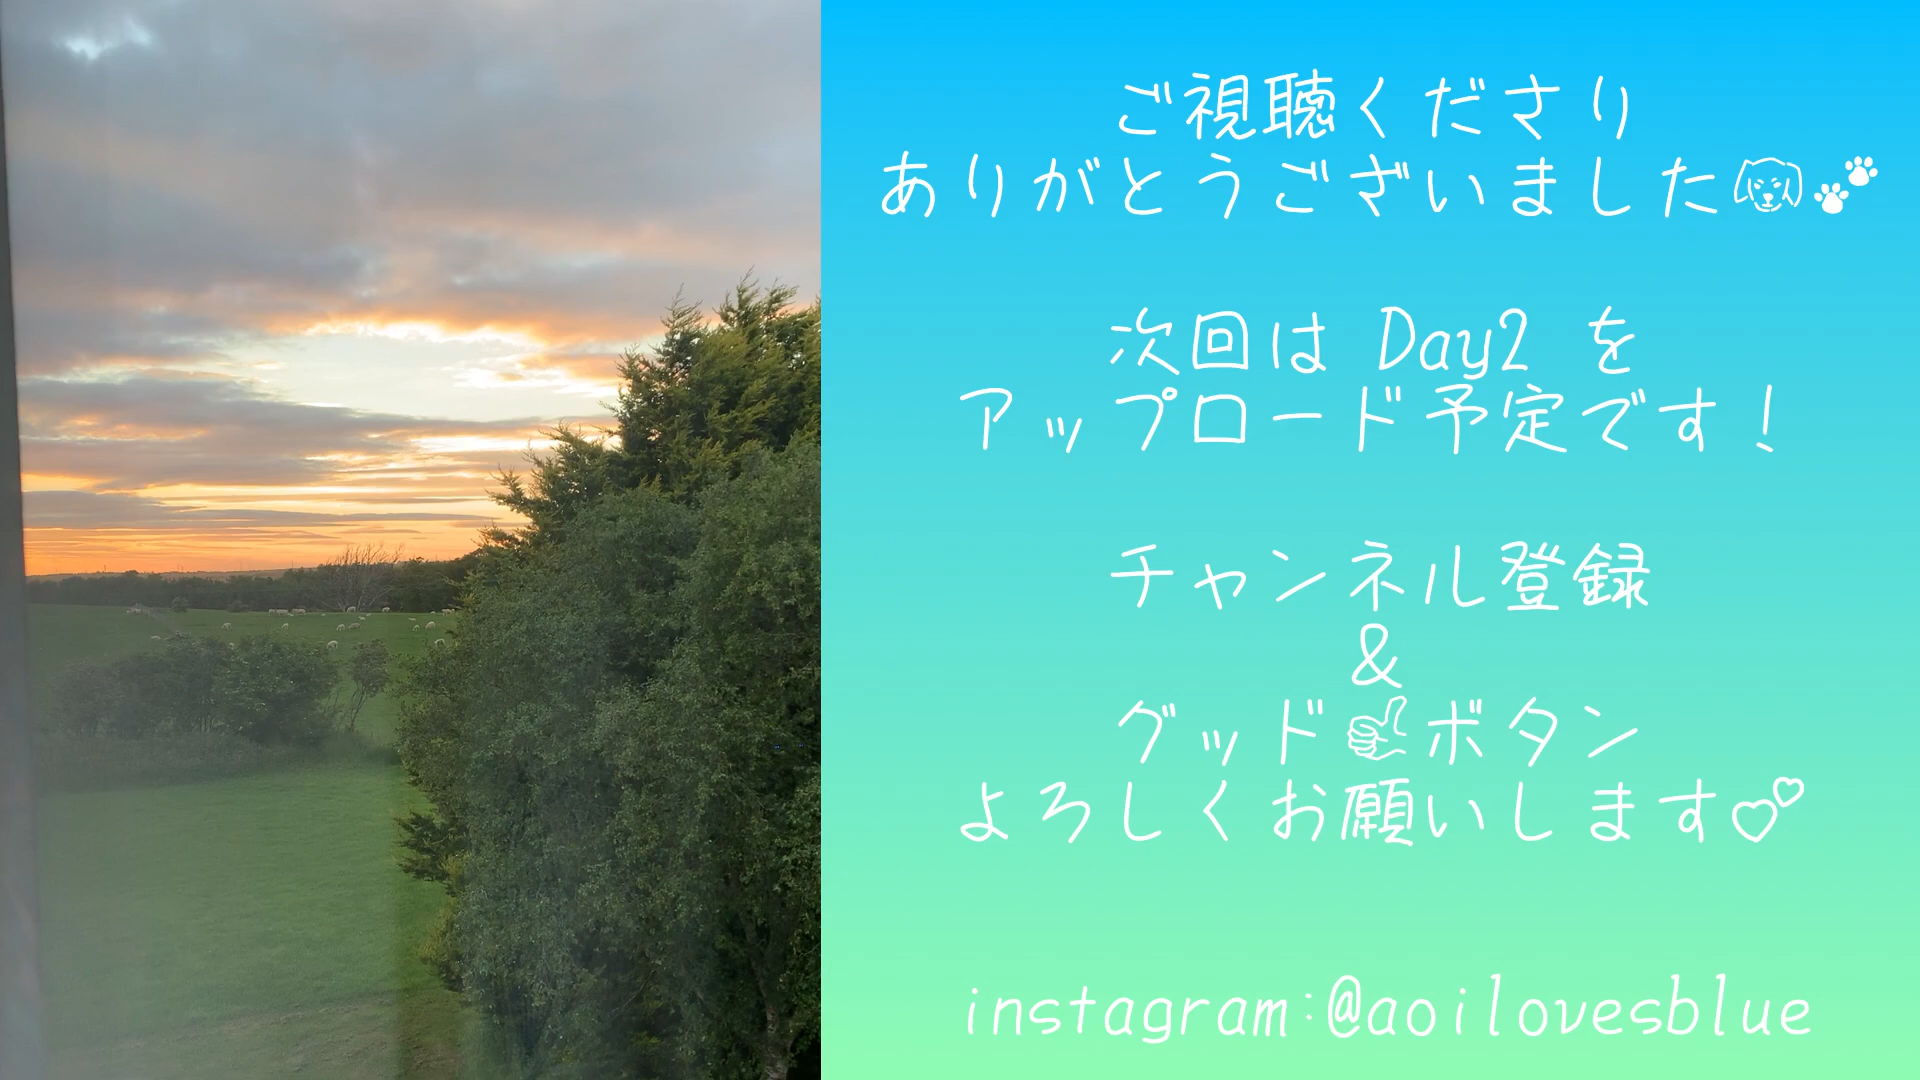 ご視聴くださり
ありがとうございました🐶🐾
次回は Day2 を
アップロード予定です！
チャンネル登録
&
グッド👍ボタン
よろしくお願いします💕
instagram:@aoilovesblue